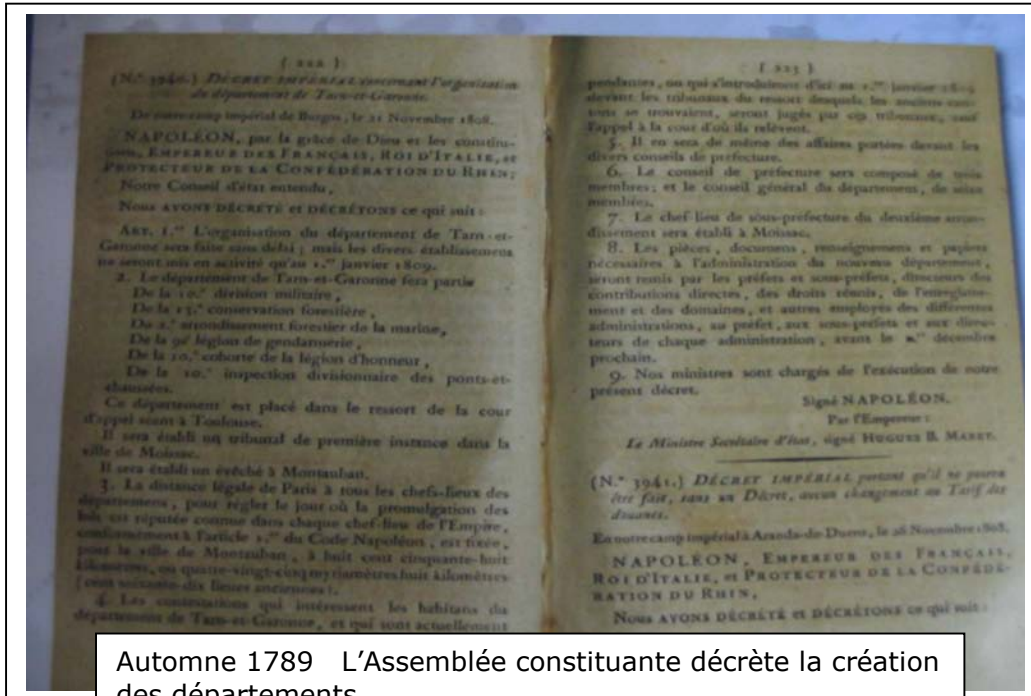 ( 222 )
(N.° 3940.) DÉCRET IMPÉRIAL concernant l'organisation
du département de Tarn-et-Garonne.
De notre camp impérial de Burgos, le 21 Novembre 1808.
NAPOLÉON, par la grâce de Dieu et les constitu-
tions, EMPEREUR DES FRANÇAIS, ROI D'ITALIE, et
PROTECTEUR DE LA CONFÉDÉRATION DU RHIN;
Notre Conseil d'état entendu,
Nous AVONS DÉCRÉTÉ et DÉCRÉTONS ce qui suit :
ART. 1.er L'organisation du département de Tarn-et-
Garonne sera faite sans délai ; mais les divers établissemens
ne seront mis en activité qu'au 1.er janvier 1809.
2. Le département de Tarn-et-Garonne fera partie
De la 10.e division militaire,
De la 15.e conservation forestière,
Du 2.e arrondissement forestier de la marine,
De la 9e légion de gendarmerie,
De la 10.e cohorte de la légion d'honneur,
De la 10.e inspection divisionnaire des ponts-et-
chaussées.
Ce département est placé dans le ressort de la cour
d'appel séant à Toulouse.
Il sera établi un tribunal de première instance dans la
ville de Moissac.
Il sera établi un évêché à Montauban.
3. La distance légale de Paris à tous les chefs-lieux des
départemens, pour régler le jour où la promulgation des
lois est réputée connue dans chaque chef-lieu de l'Empire,
conformément à l'article 1.er du Code Napoléon, est fixée,
pour la ville de Montauban, à huit cent cinquante-huit
kilomètres, ou quatre-vingt-cinq myriamètres huit kilomètres
(cent soixante-dix lieues anciennes).
4. Les contestations qui intéressent les habitans du
département de Tarn-et-Garonne, et qui sont actuellement
( 223 )
pendantes, ou qui s'introduiront d'ici au 1.er janvier
devant les tribunaux du ressort desquels les anciens can-
tons se trouvaient, seront jugés par ces tribunaux, sauf
l'appel à la cour d'où ils relèvent.
5. Il en sera de même des affaires portées devant les
divers conseils de préfecture.
6. Le conseil de préfecture sera composé de trois
membres; et le conseil général du département, de seize
membres.
7. Le chef-lieu de sous-préfecture du deuxième arron-
dissement sera établi à Moissac.
8. Les pièces, documens, renseignemens et papiers
nécessaires à l'administration du nouveau département,
seront remis par les préfets et sous-préfets, directeurs des
contributions directes, des droits réunis, de l'enregistre-
ment et des domaines, et autres employés des différentes
administrations, au préfet, aux sous-préfets et aux direc-
teurs de chaque administration, avant le décembre
prochain.
9. Nos ministres sont chargés de l'exécution de notre
présent décret.
Signé NAPOLÉON.
Par l'Empereur :
Le Ministre Secrétaire d'état, signé HUGUES B. MARET.
(N.° 3941.) DÉCRET IMPÉRIAL portant qu'il ne pourra
être fait, sans un Décret, aucun changement au Tarif des
douanes.
En notre camp impérial à Aranda-de-Duero, le 26 Novembre 1808.
NAPOLÉON, EMPEREUR DES FRANÇAIS,
ROI D'ITALIE, et PROTECTEUR DE LA CONFÉDÉ-
RATION DU RHIN,
Nous AVONS DÉCRÉTÉ et DÉCRÉTONS ce qui suit :
Automne 1789 L'Assemblée constituante décrète la création
des départements